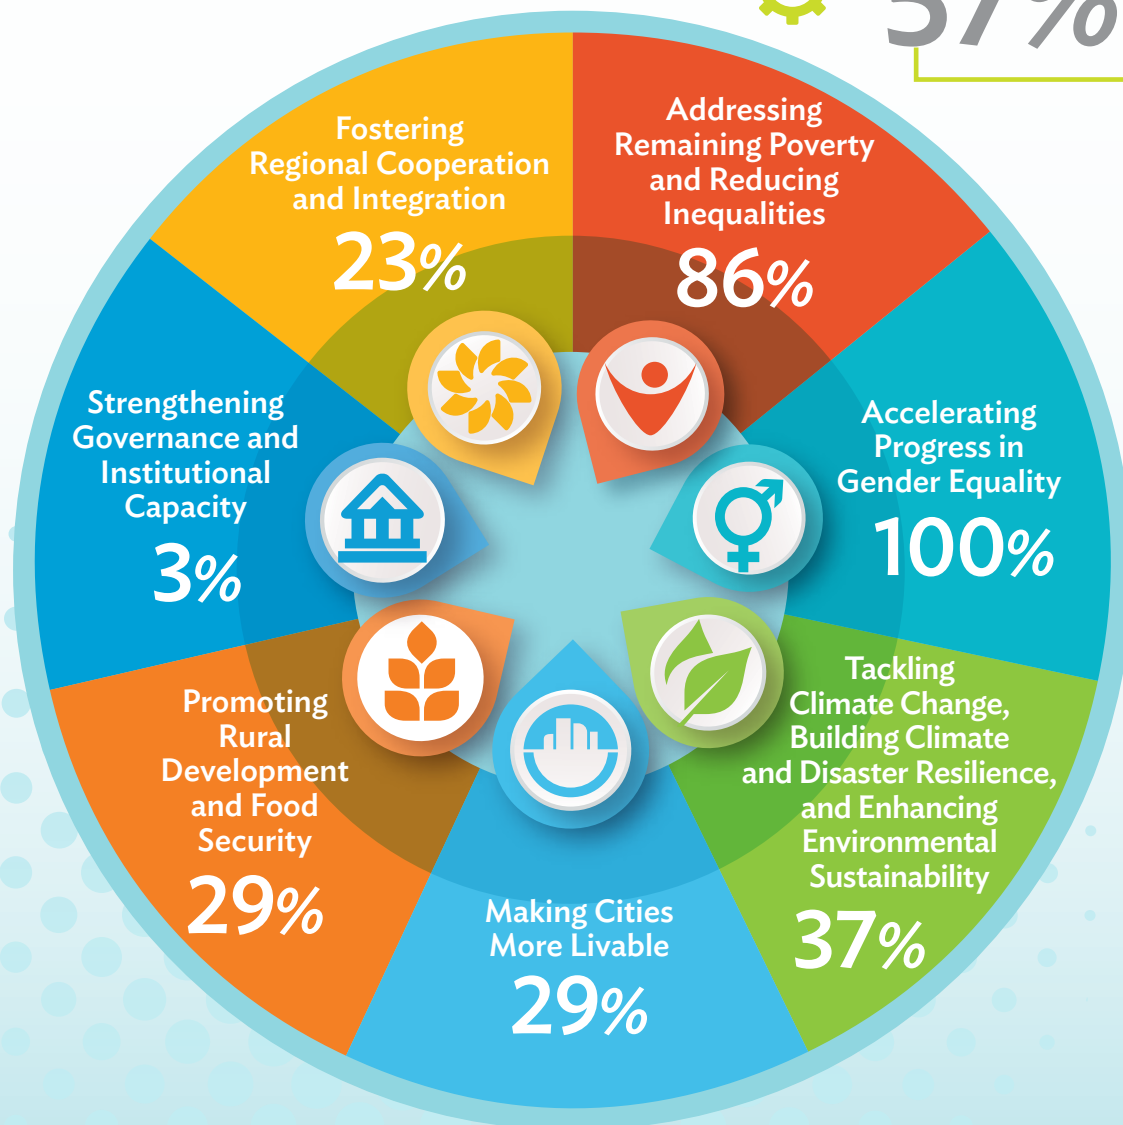 Addressing
Remaining Poverty
and Reducing
Inequalities
86%
Accelerating
Progress in
Gender Equality
100%
Tackling
Climate Change,
Building Climate
and Disaster Resilience,
and Enhancing
Environmental
Sustainability
37%
Making Cities
More Livable
29%
Promoting
Rural
Development
and Food
Security
29%
Strengthening
Governance and
Institutional
Capacity
3%
Fostering
Regional Cooperation
and Integration
23%